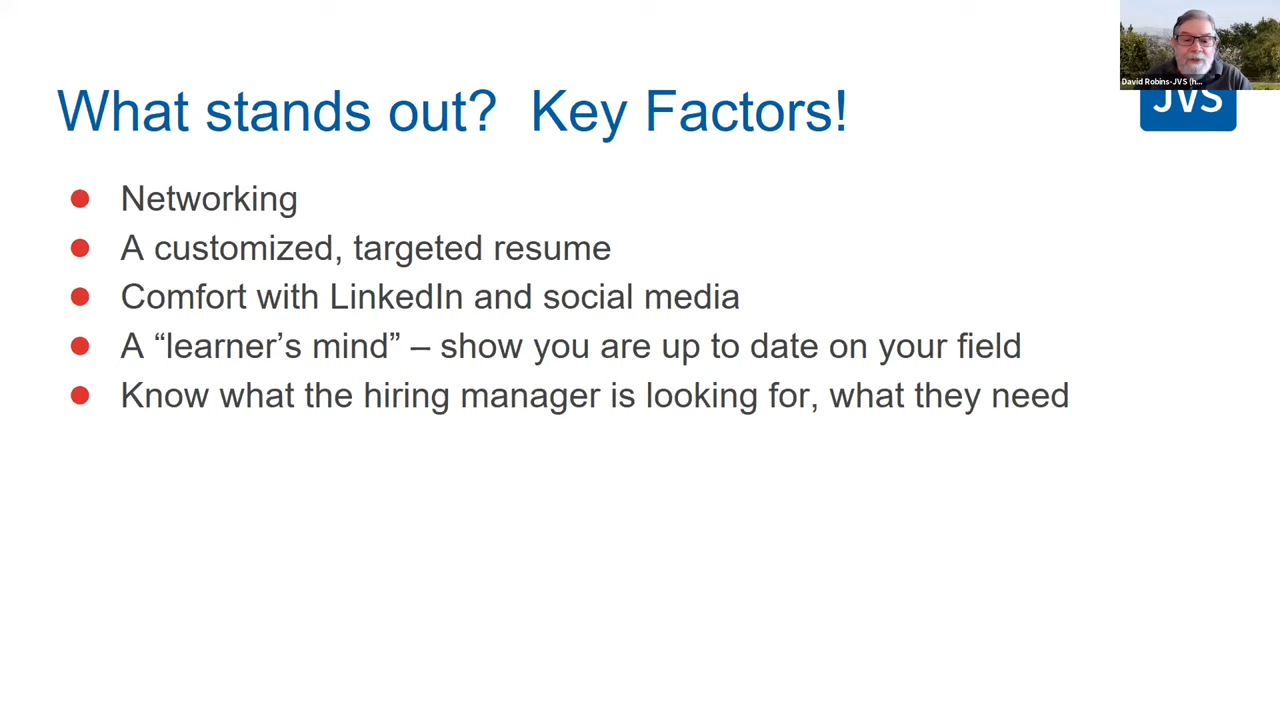 What stands out?  Key Factors!
David Robins-JVS (h...
JVS
Networking
A customized, targeted resume
Comfort with LinkedIn and social media
A “learner’s mind” – show you are up to date on your field
Know what the hiring manager is looking for, what they need